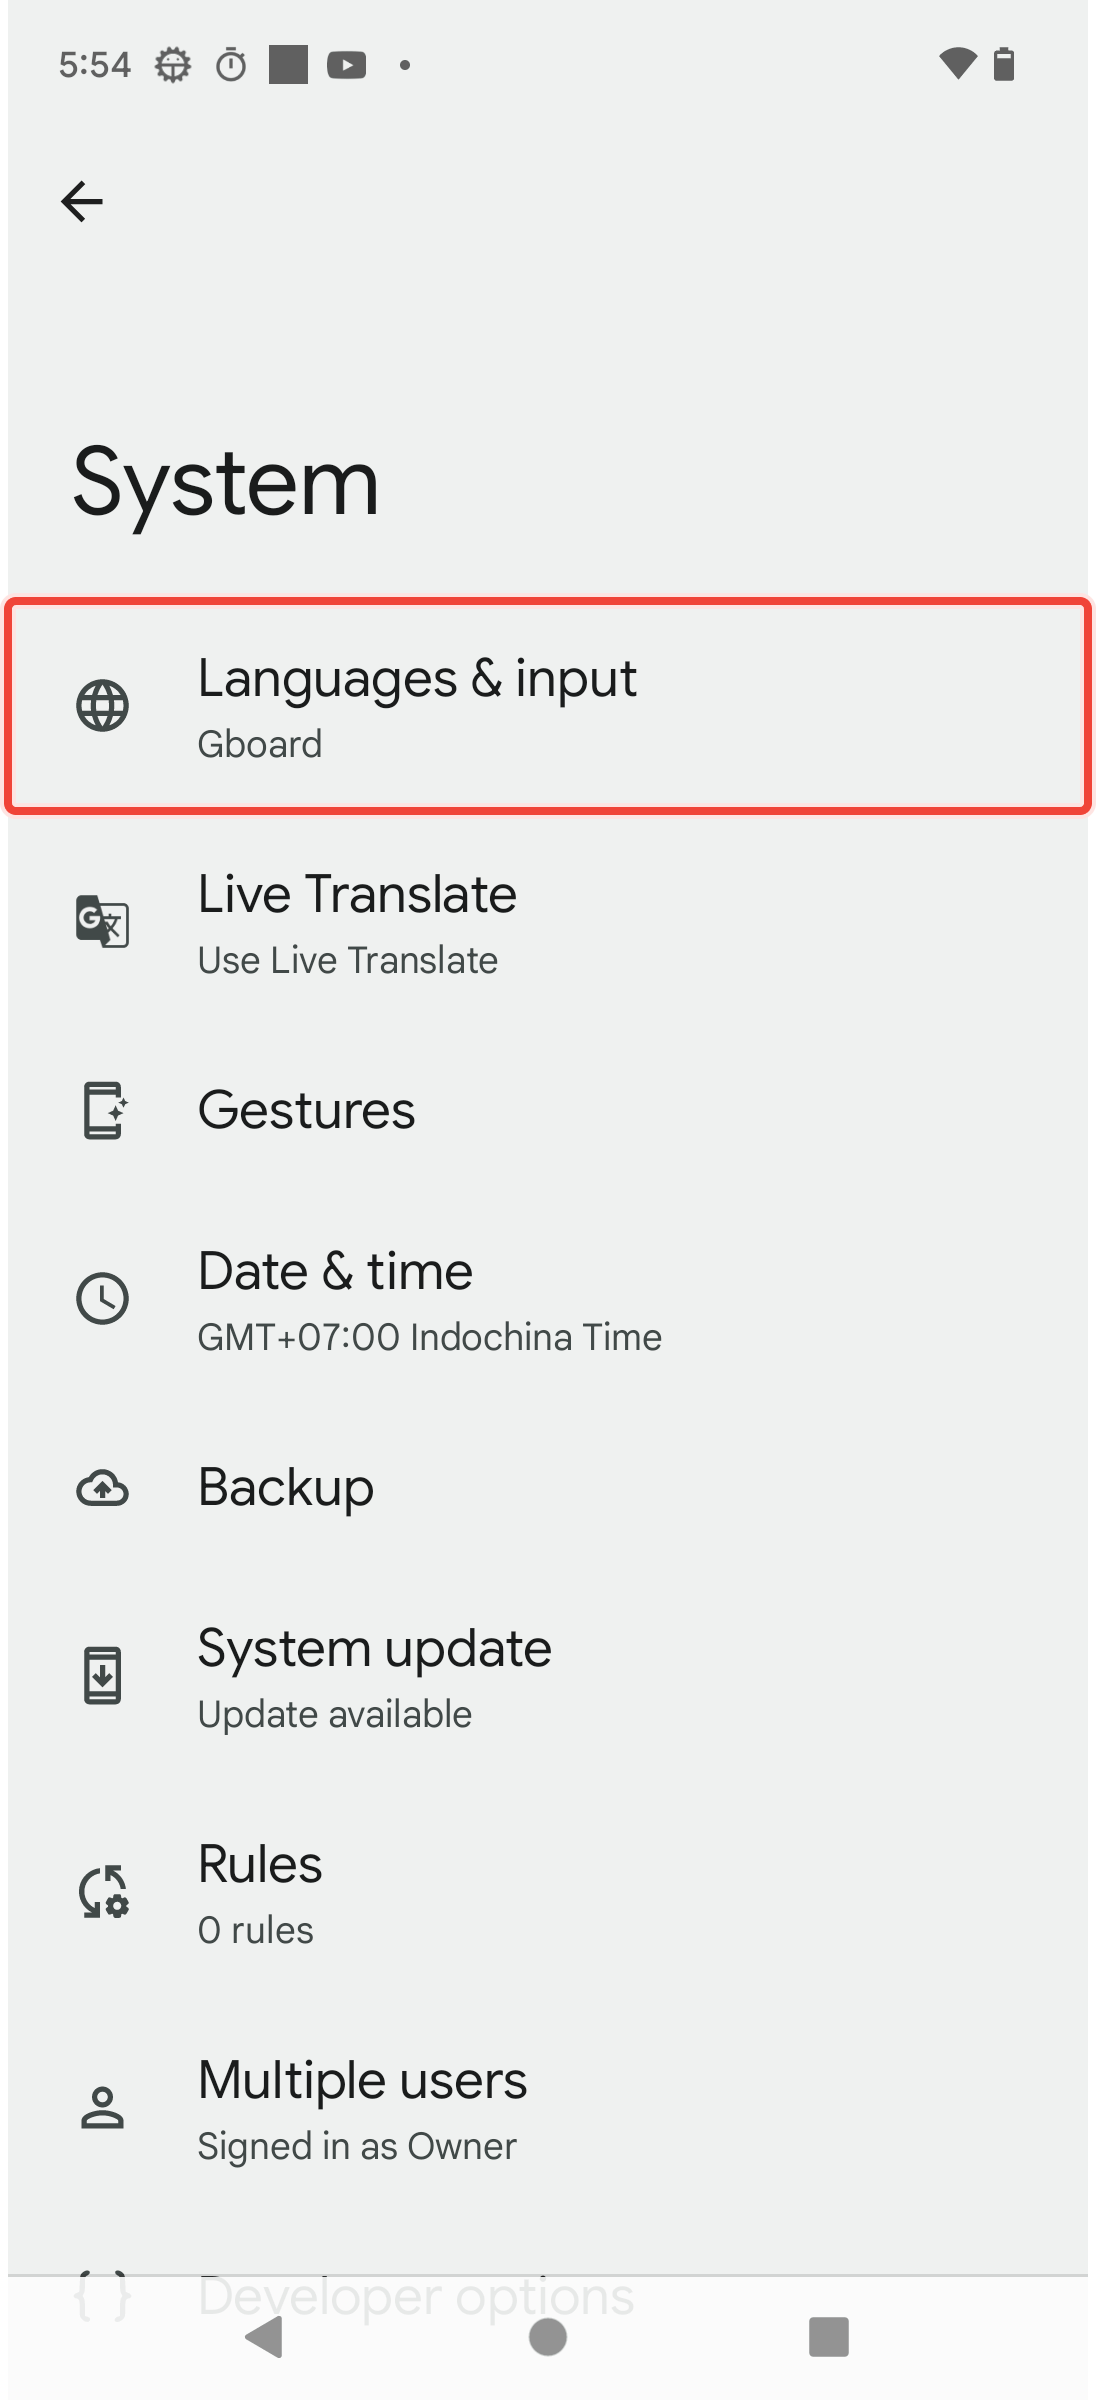 5:54
System
Languages & input
Gboard
Live Translate
Use Live Translate
Gestures
Date & time
GMT+07:00 Indochina Time
Backup
System update
Update available
Rules
0 rules
Multiple users
Signed in as Owner
Developer options